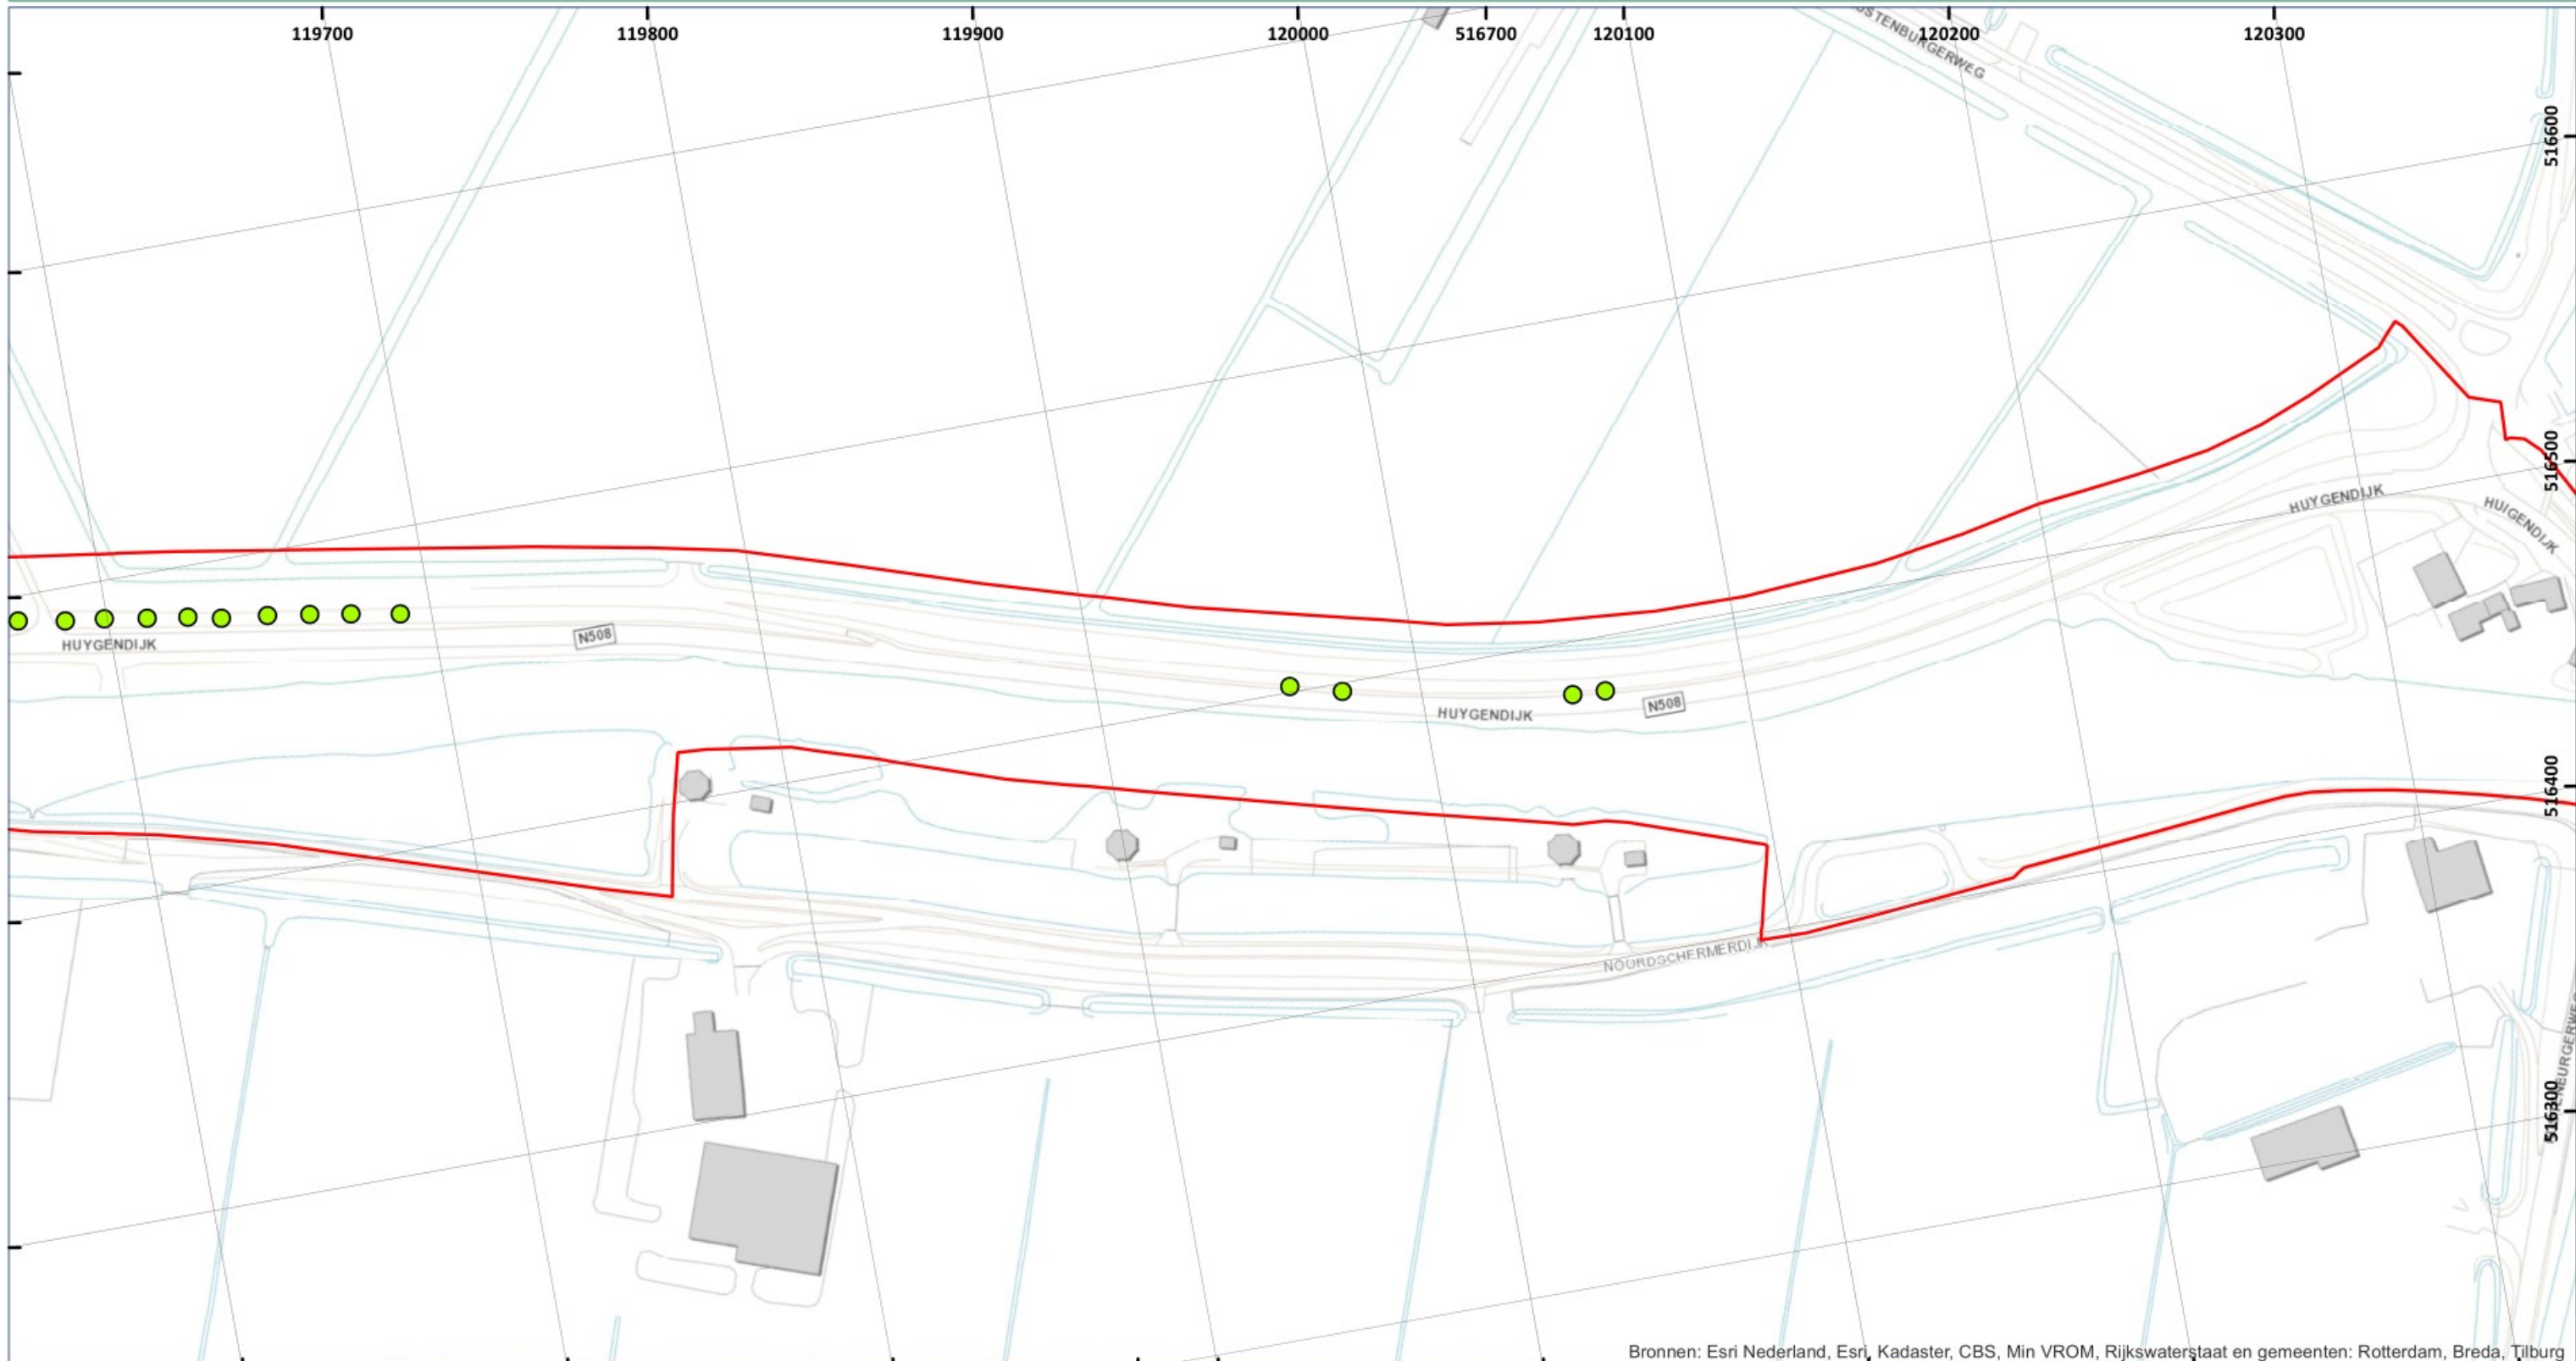 119700
119800
119900
120000
516700
120100
120200
120300
STENBURGERWEG
516600
516500
HUYGENDIJK
HUIGENDIJK
HUYGENDIJK
N508
HUYGENDIJK
N508
516400
NOORDSCHERMERDIJK
516300
Bronnen: Esri Nederland, Esri, Kadaster, CBS, Min VROM, Rijkswaterstaat en gemeenten: Rotterdam, Breda, Tilburg